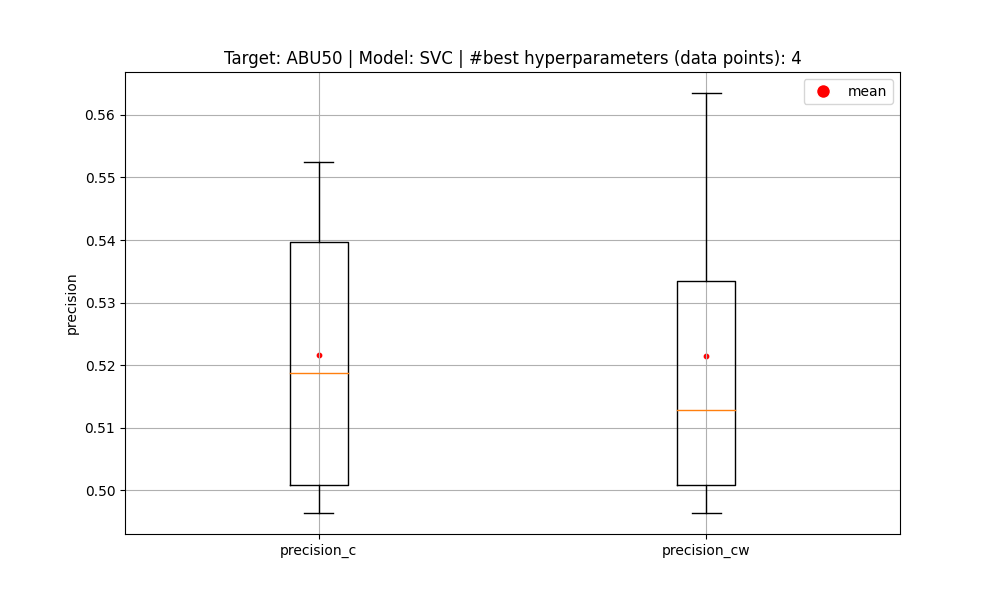 Target: ABU50 | Model: SVC | #best hyperparameters (data points): 4
mean
0.56
0.55
0.54
0.53
0.52
0.51
0.50
precision
precision_c
precision_cw